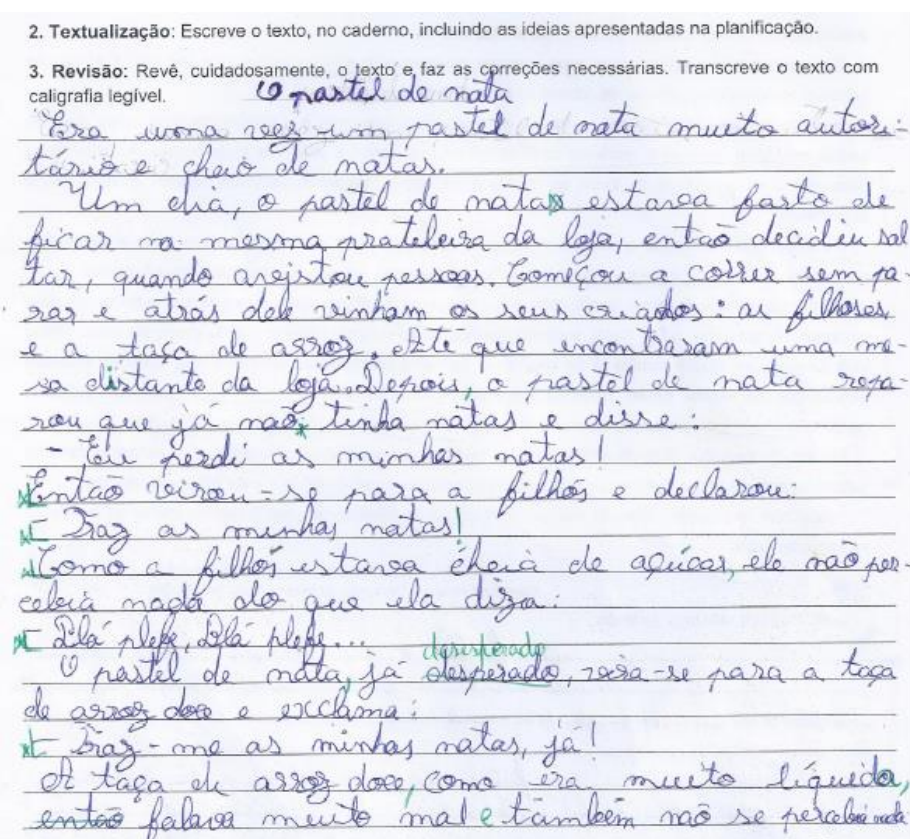 2. Textualização: Escreve o texto, no caderno, incluindo as ideias apresentadas na planificação.
3. Revisão: Revê, cuidadosamente, o texto e faz as correções necessárias. Transcreve o texto com
caligrafia legível.
O pastel de nata
Era uma vez um pastel de nata muito autori-
tário e cheio de natas.
Um dia, o pastel de natas estava farto de
ficar na mesma prateleira da loja, então decidiu sal
tar, quando avistou pessoas. Começou a correr sem pa-
rar e atrás dele vinham os seus criados: as filhoses
e a taça de arroz. Até que encontraram uma me-
sa distante da loja. Depois, o pastel de nata repa-
rou que já não tinha natas e disse:
- Eu perdi as minhas natas!
Então virou-se para a filhós e declarou:
- Traz as minhas natas!
Como a filhós estava cheia de açúcar, ele não per-
cebia nada do que ela dizia:
- Blá plefe, Blá plefe...
desesperado
O pastel de nata, já desperado, vira-se para a taça
de arroz doce e exclama:
- Traz-me as minhas natas, já!
A taça de arroz doce, como era muito líquida,
então falava muito mal e também não se percebia nada